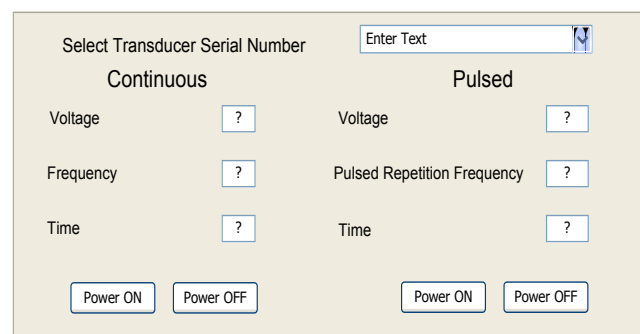 Select Transducer Serial Number Enter Text
Continuous Pulsed
Voltage ? Voltage ?
Frequency ? Pulsed Repetition Frequency ?
Time ? Time ?
Power ON Power OFF Power ON Power OFF